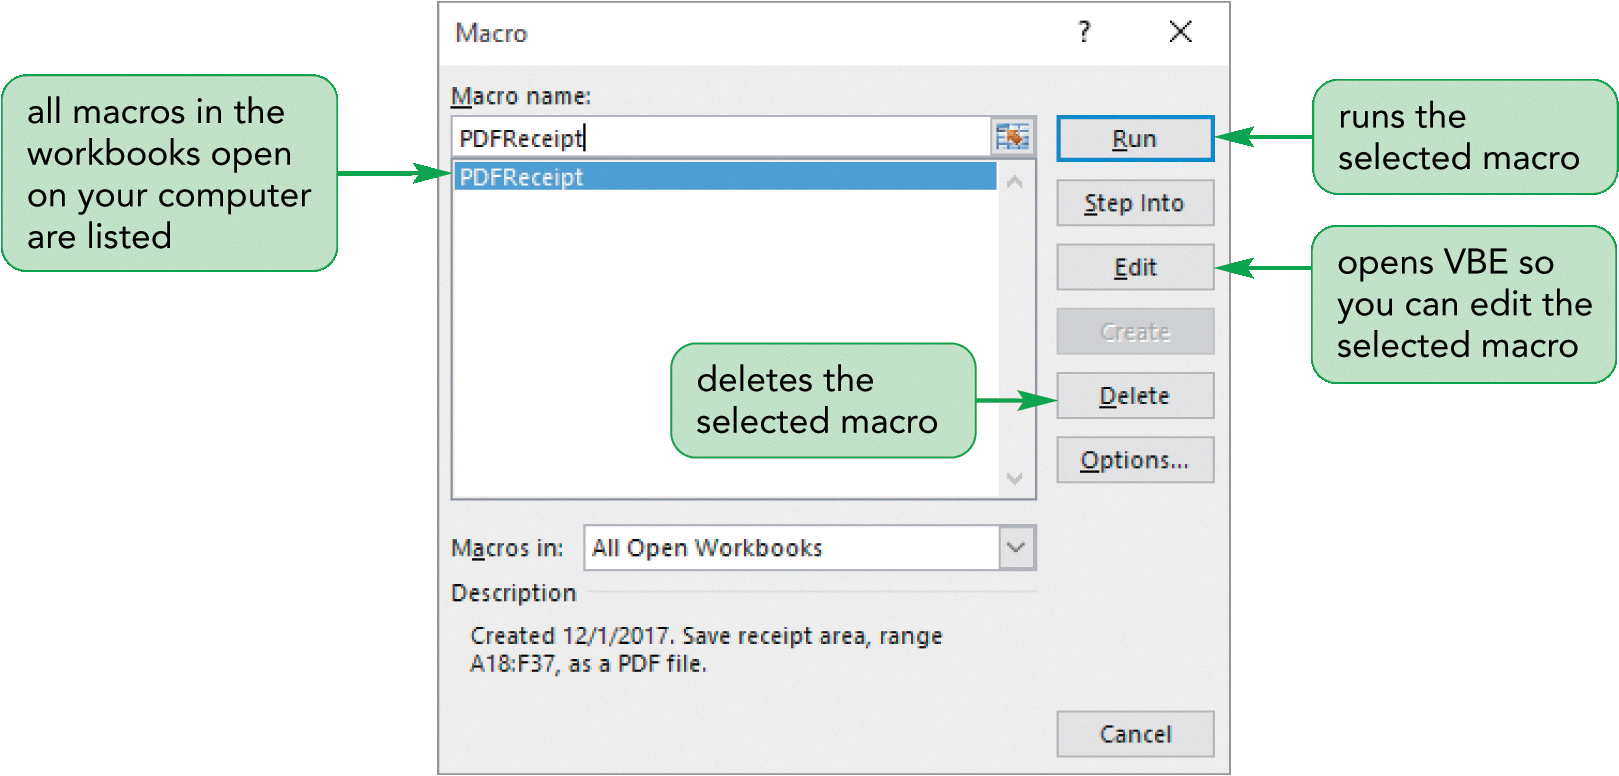 Macro
?
all macros in the
workbooks open
on your computer
are listed
Macro name:
PDFReceipt
PDFReceipt
Run
runs the
selected macro
Step Into
Edit
opens VBE so
you can edit the
selected macro
Create
deletes the
selected macro
Delete
Options...
Macros in:
All Open Workbooks
Description
Created 12/1/2017. Save receipt area, range
A18:F37, as a PDF file.
Cancel